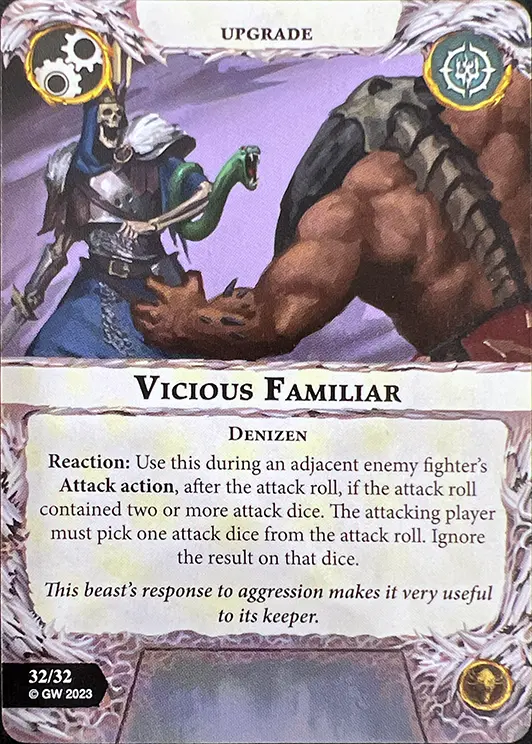 UPGRADE
VICIOUS FAMILIAR
DENIZEN
Reaction: Use this during an adjacent enemy fighter's
Attack action, after the attack roll, if the attack roll
contained two or more attack dice. The attacking player
must pick one attack dice from the attack roll. Ignore
the result on that dice.
This beast's response to aggression makes it very useful
to its keeper.
32/32
© GW 2023